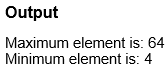 Output
Maximum element is: 64
Minimum element is: 4